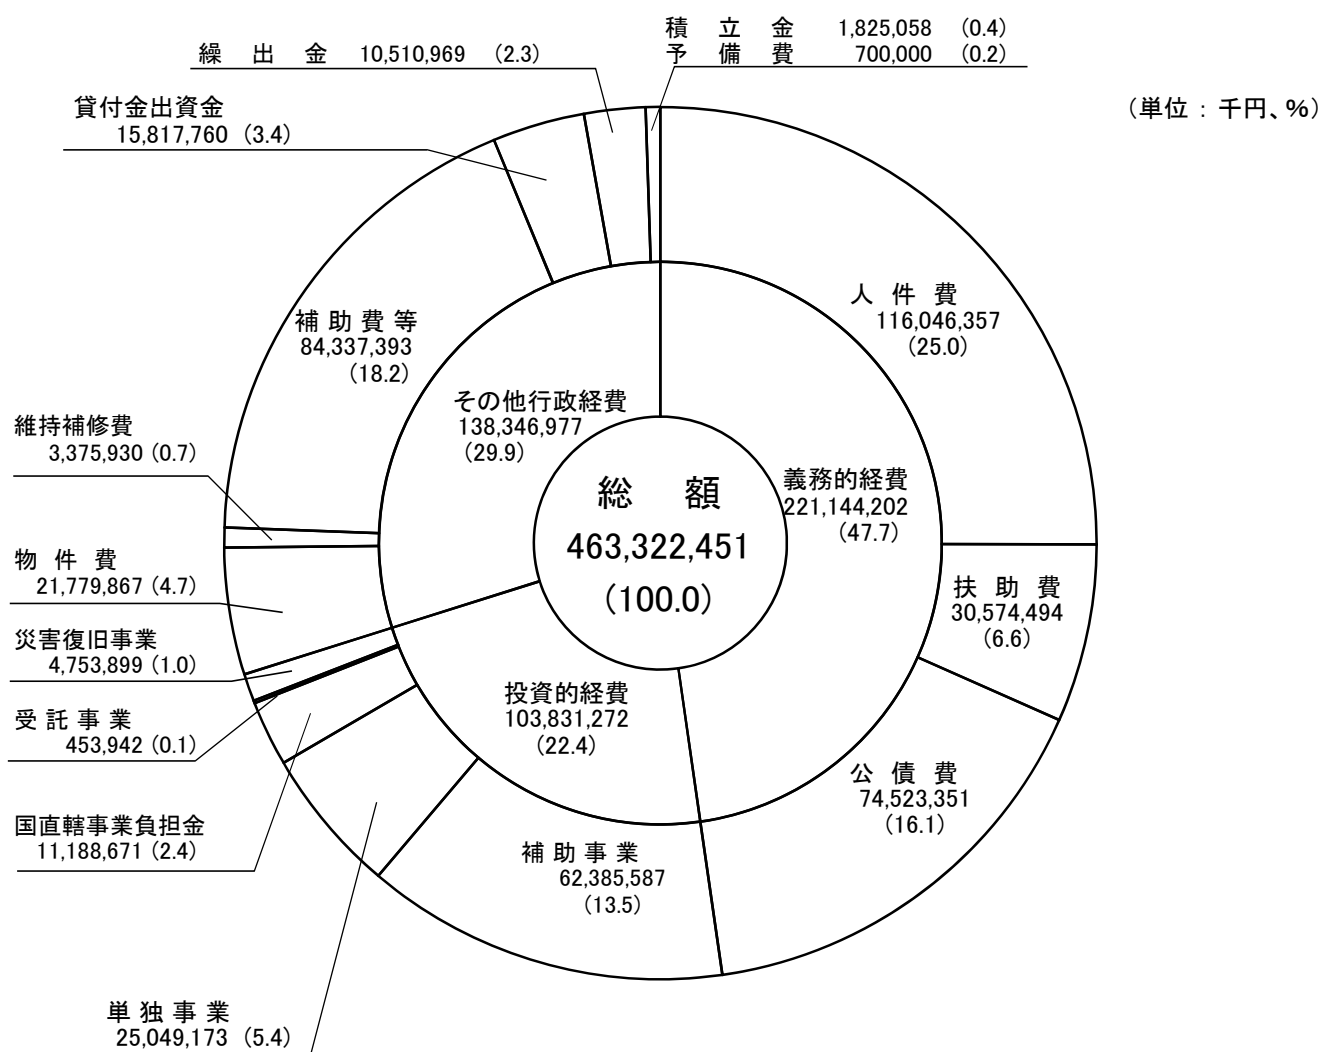 積立金 1,825,058 (0.4)
予備費 700,000 (0.2)
繰出金 10,510,969 (2.3)
(単位:千円、%)
貸付金出資金
15,817,760 (3.4)
人件費
116,046,357
(25.0)
補助費等
84,337,393
(18.2)
その他行政経費
138,346,977
(29.9)
維持補修費
3,375,930 (0.7)
総額
463,322,451
(100.0)
義務的経費
221,144,202
(47.7)
物件費
21,779,867 (4.7)
扶助費
30,574,494
(6.6)
災害復旧事業
4,753,899 (1.0)
投資的経費
103,831,272
(22.4)
受託事業
453,942 (0.1)
公債費
74,523,351
(16.1)
国直轄事業負担金
11,188,671 (2.4)
補助事業
62,385,587
(13.5)
単独事業
25,049,173 (5.4)